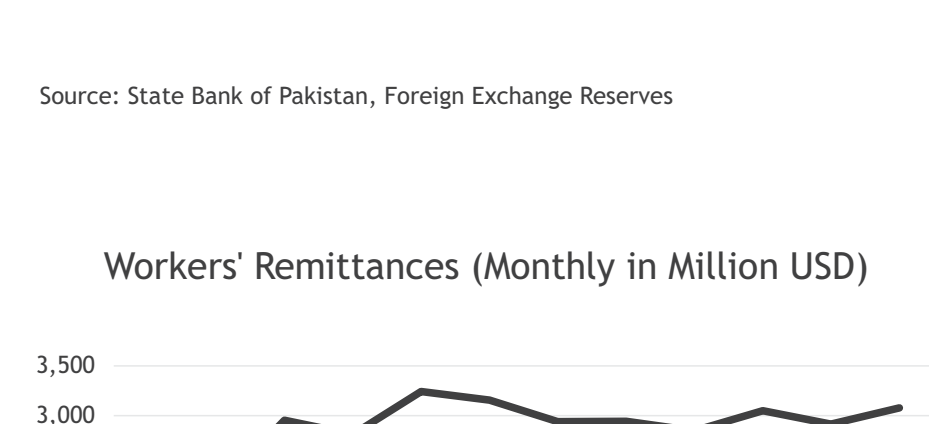 Source: State Bank of Pakistan, Foreign Exchange Reserves
Workers' Remittances (Monthly in Million USD)
3,500
3,000